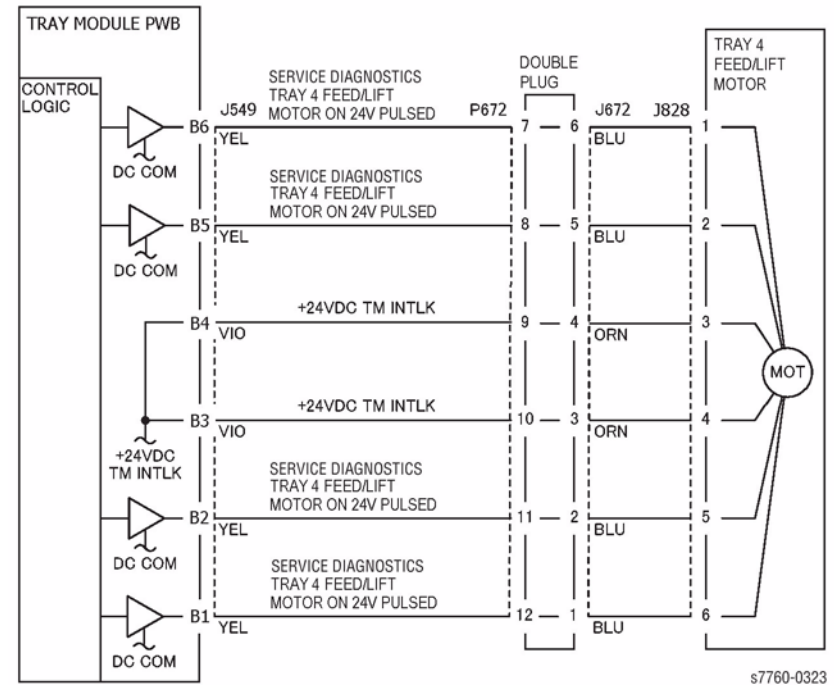 TRAY MODULE PWB
CONTROL
LOGIC
DOUBLE
PLUG
TRAY 4
FEED/LIFT
MOTOR
J549
P672
J672
J828
SERVICE DIAGNOSTICS
TRAY 4 FEED/LIFT
MOTOR ON 24V PULSED
B6
YEL
7
6
BLU
1
DC COM
SERVICE DIAGNOSTICS
TRAY 4 FEED/LIFT
MOTOR ON 24V PULSED
B5
YEL
8
5
BLU
2
DC COM
+24VDC TM INTLK
B4
VIO
9
4
ORN
3
MOT
+24VDC TM INTLK
B3
VIO
10
3
ORN
4
+24VDC
TM INTLK
SERVICE DIAGNOSTICS
TRAY 4 FEED/LIFT
MOTOR ON 24V PULSED
B2
YEL
11
2
BLU
5
DC COM
SERVICE DIAGNOSTICS
TRAY 4 FEED/LIFT
MOTOR ON 24V PULSED
B1
YEL
12
1
BLU
6
DC COM
s7760-0323